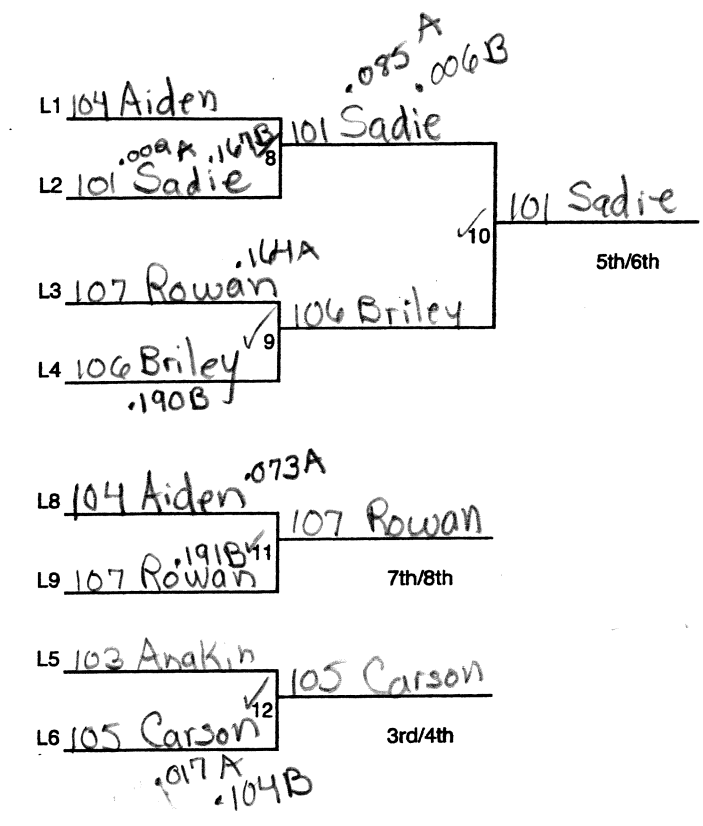 .085 A
.006 B
L1 104 Aiden
101 Sadie
.009 A .167 B
8
L2 101 Sadie
101 Sadie
10
5th/6th
.164 A
L3 107 Rowan
106 Briley
9
L4 106 Briley
.190 B
.073 A
L8 104 Aiden
107 Rowan
.191 B 11
L9 107 Rowan
7th/8th
L5 103 Anakin
105 Carson
12
L6 105 Carson
3rd/4th
.017 A
.104 B